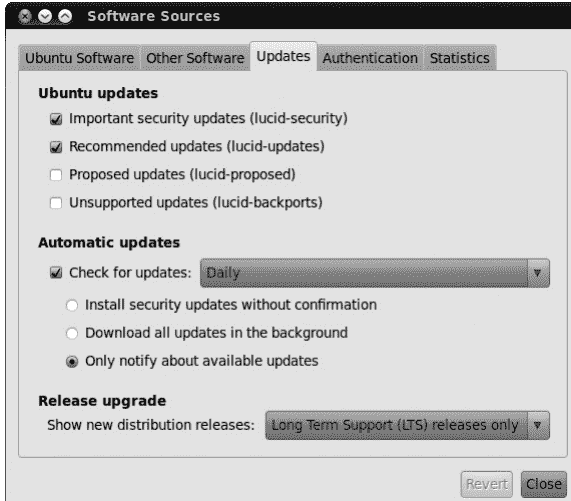 Software Sources
Ubuntu Software Other Software Updates Authentication Statistics
Ubuntu updates
Important security updates (lucid-security)
Recommended updates (lucid-updates)
Proposed updates (lucid-proposed)
Unsupported updates (lucid-backports)
Automatic updates
Check for updates: Daily
Install security updates without confirmation
Download all updates in the background
Only notify about available updates
Release upgrade
Show new distribution releases: Long Term Support (LTS) releases only
Revert Close